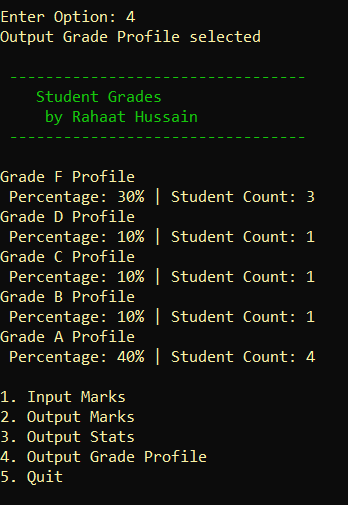 Enter Option: 4
Output Grade Profile selected
---------------------------------
Student Grades
by Rahaat Hussain
---------------------------------
Grade F Profile
Percentage: 30% | Student Count: 3
Grade D Profile
Percentage: 10% | Student Count: 1
Grade C Profile
Percentage: 10% | Student Count: 1
Grade B Profile
Percentage: 10% | Student Count: 1
Grade A Profile
Percentage: 40% | Student Count: 4
1. Input Marks
2. Output Marks
3. Output Stats
4. Output Grade Profile
5. Quit